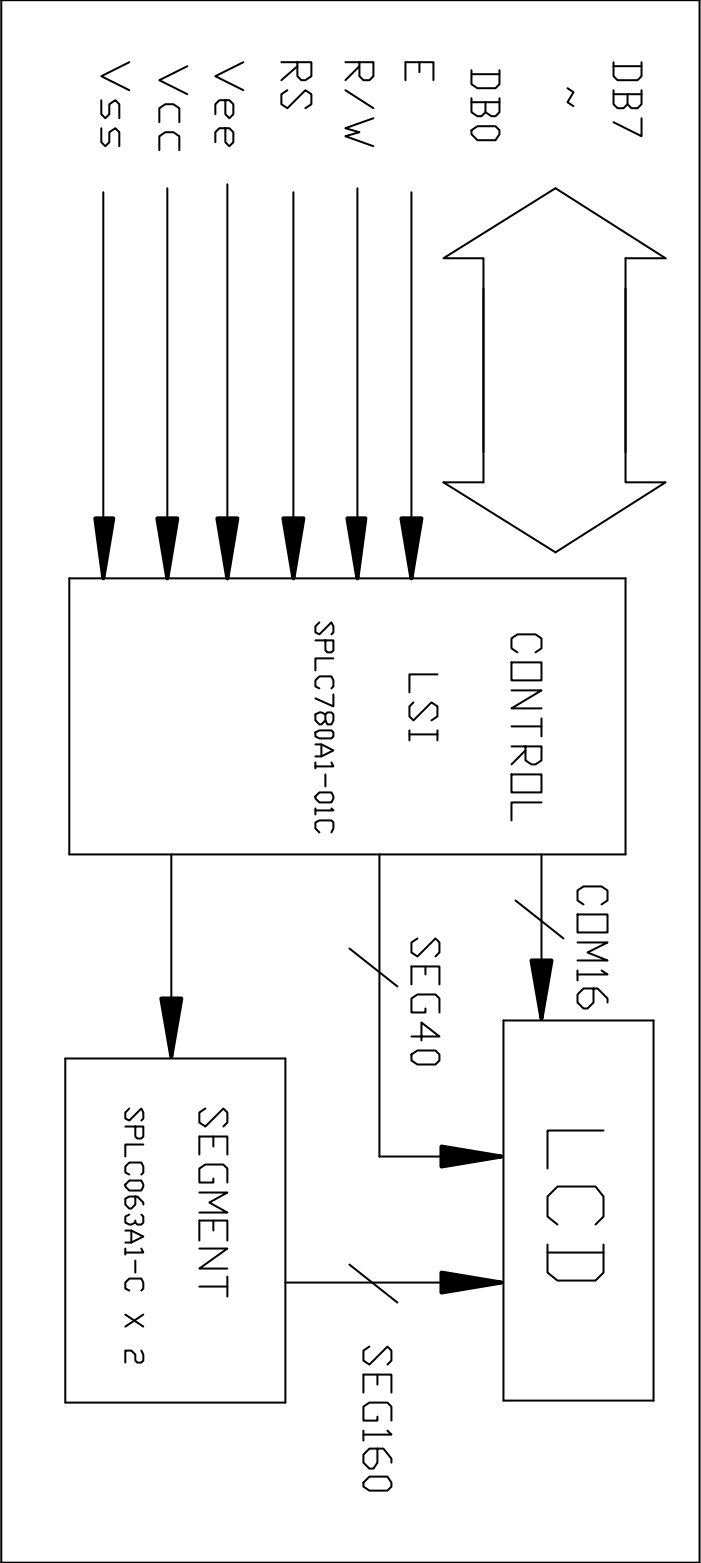 DB7
~
DB0
E
R/W
RS
Vee
Vcc
Vss
CONTROL
LSI
SPLC780A1-01C
COM16
SEG40
LCD
SEGMENT
SPLC063A1-C X 2
SEG160